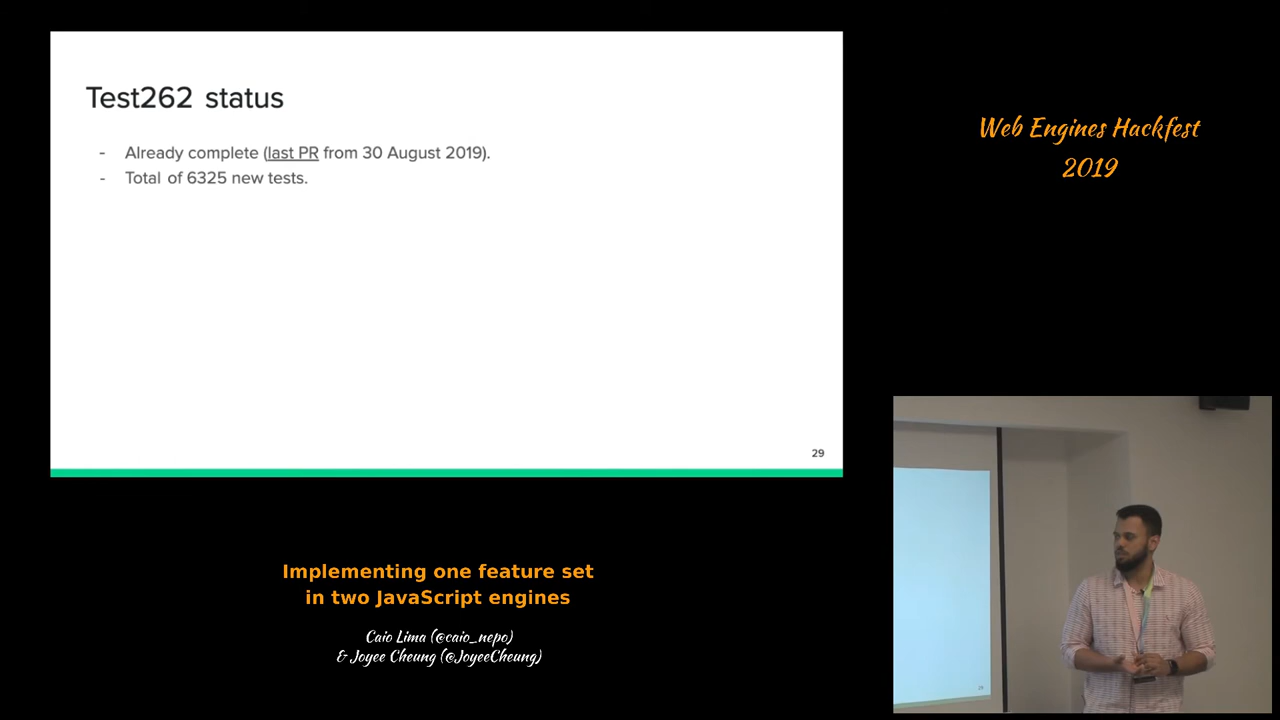 Test262 status
- Already complete (last PR from 30 August 2019).
- Total of 6325 new tests.
29
Web Engines Hackfest
2019
Implementing one feature set
in two JavaScript engines
Caio Lima (@caio_nepo)
& Joyee Cheung (@JoyeeCheung)
29